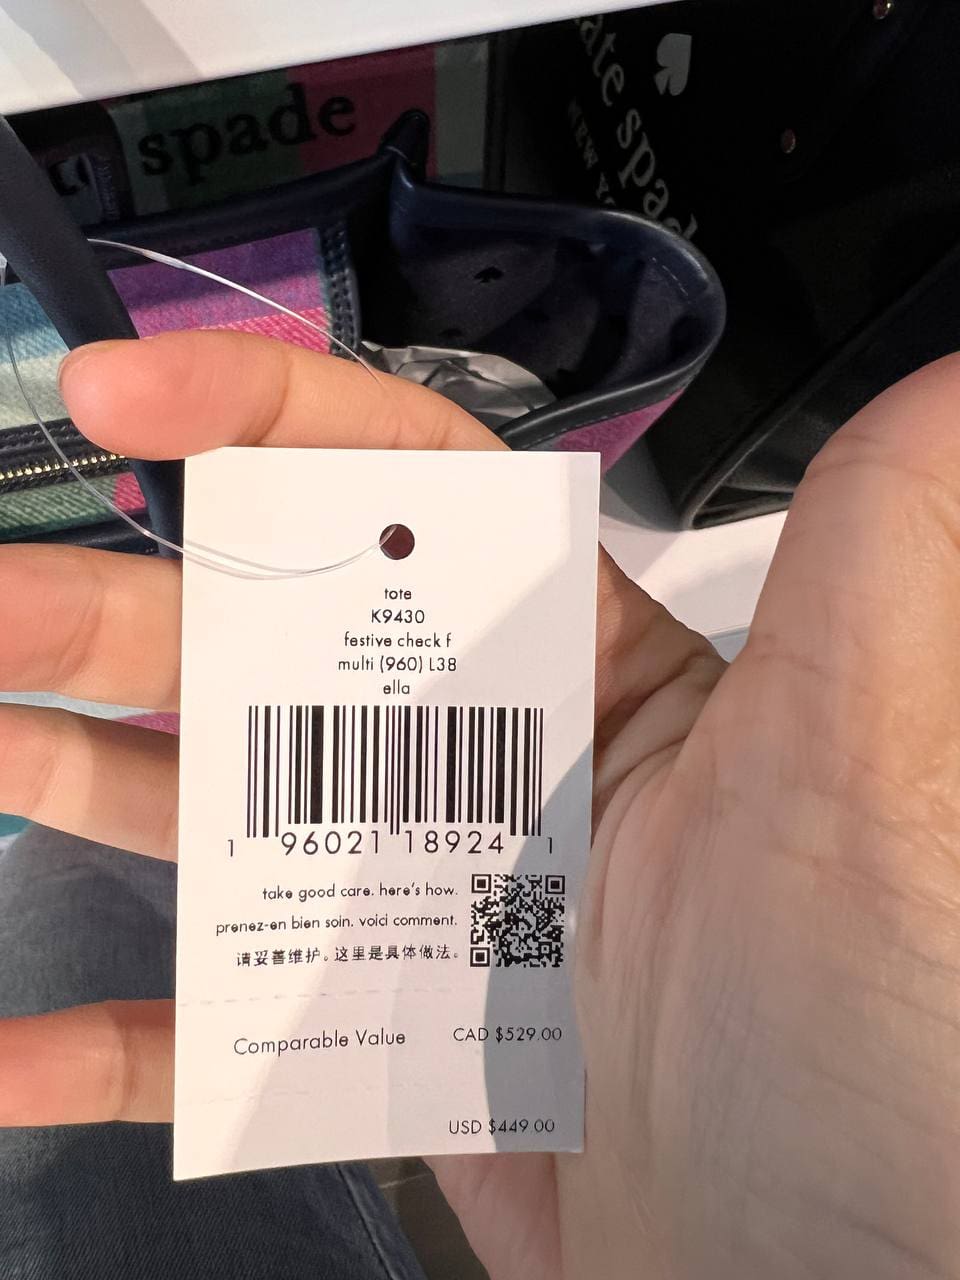 spade
kate spade
NEW YO
tote
K9430
festive check f
multi (960) L38
ella
1 96021 18924 1
take good care. here's how.
prenez-en bien soin. voici comment.
请妥善维护。这里是具体做法。
Comparable Value CAD $529.00
USD $449.00